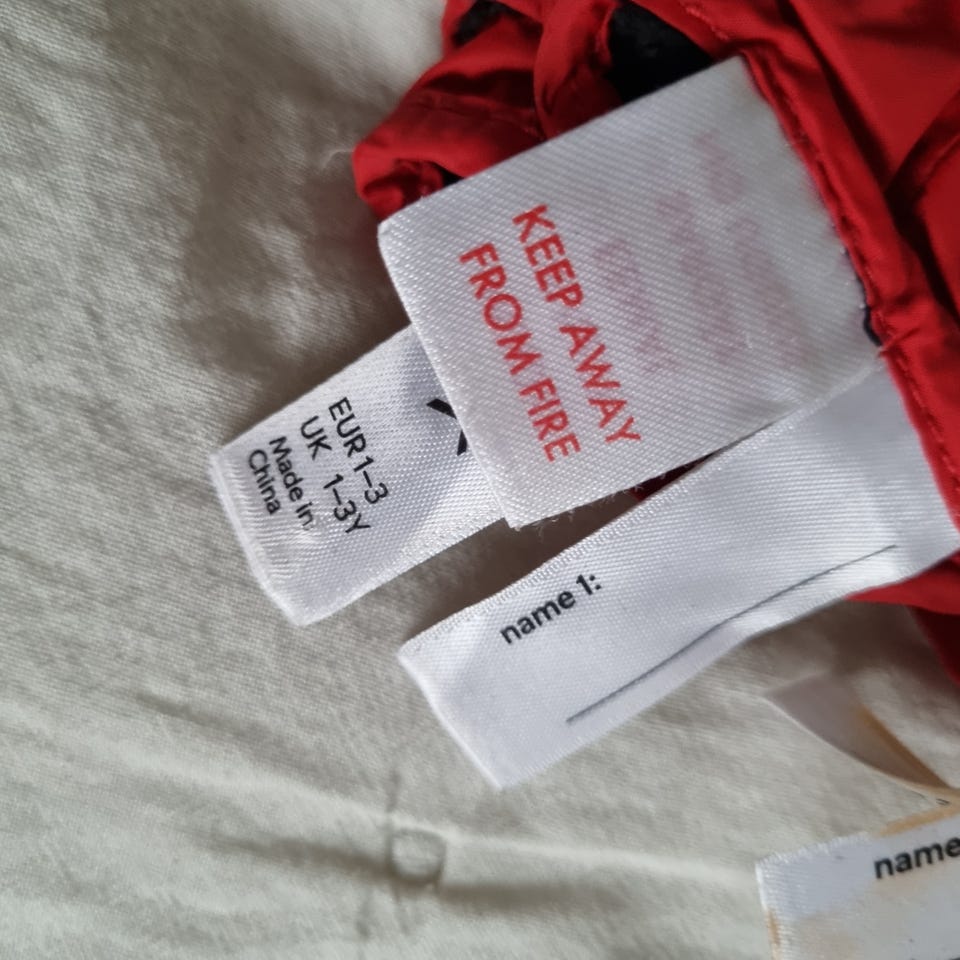 KEEP AWAY
FROM FIRE
EUR 1–3
UK 1–3Y
Made in:
China
name 1:
name